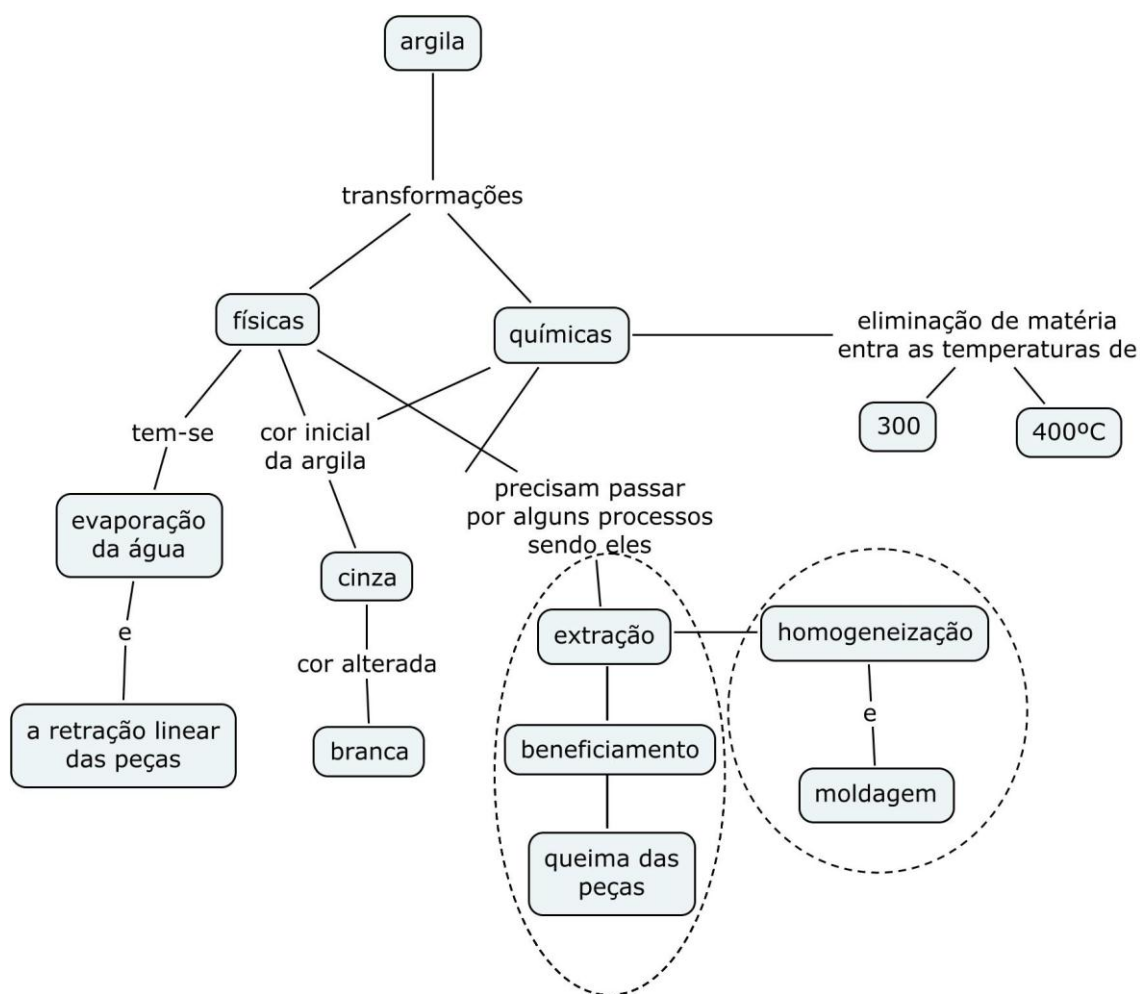 argila
transformações
físicas
químicas
eliminação de matéria
entra as temperaturas de
300
400ºC
tem-se
cor inicial
da argila
precisam passar
por alguns processos
sendo eles
evaporação
da água
cinza
extração
homogeneização
e
cor alterada
e
a retração linear
das peças
branca
beneficiamento
moldagem
queima das
peças